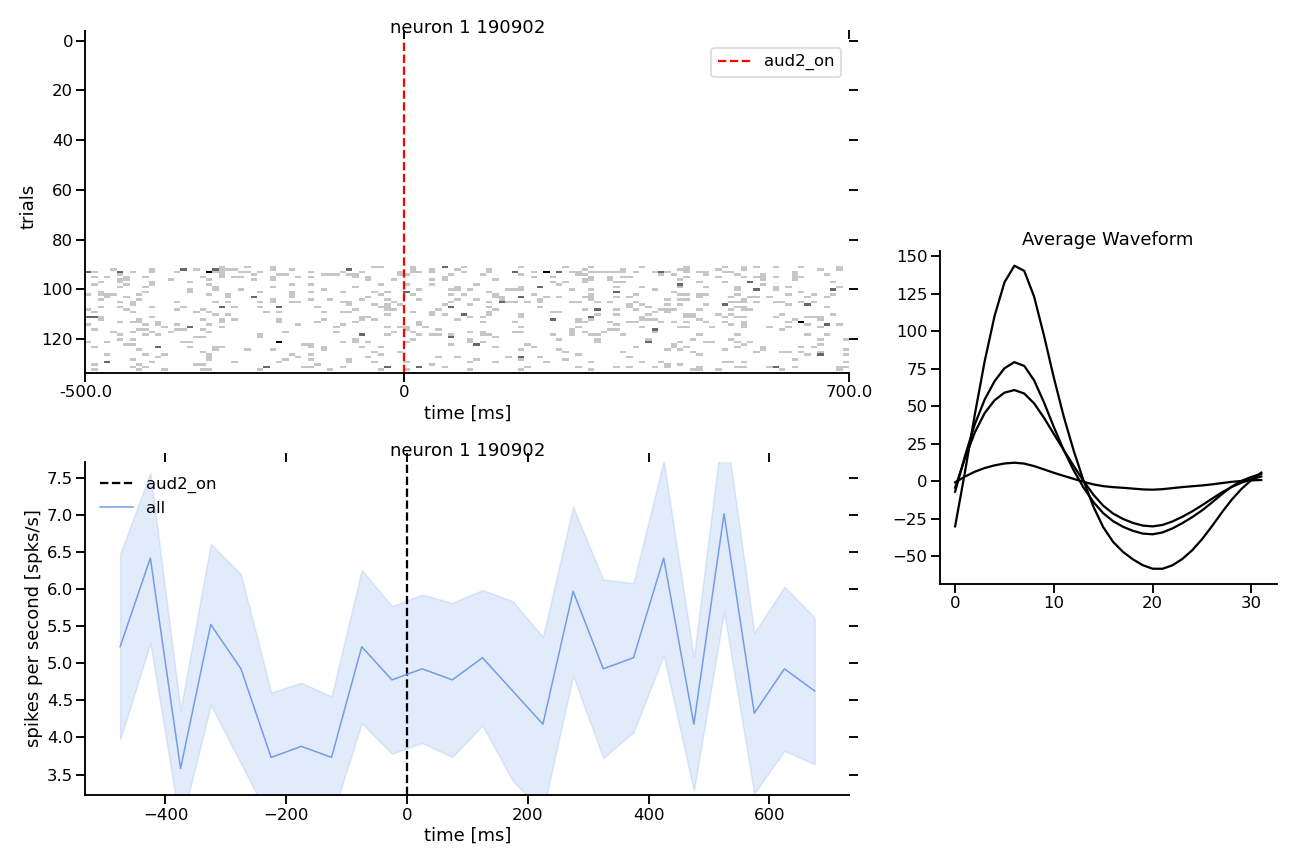 neuron 1 190902
0
20
40
60
80
100
120
trials
aud2_on
-500.0 0 700.0
time [ms]
neuron 1 190902
7.5
7.0
6.5
6.0
5.5
5.0
4.5
4.0
3.5
spikes per second [spks/s]
aud2_on
all
−400 −200 0 200 400 600
time [ms]
Average Waveform
150
125
100
75
50
25
0
−25
−50
0 10 20 30